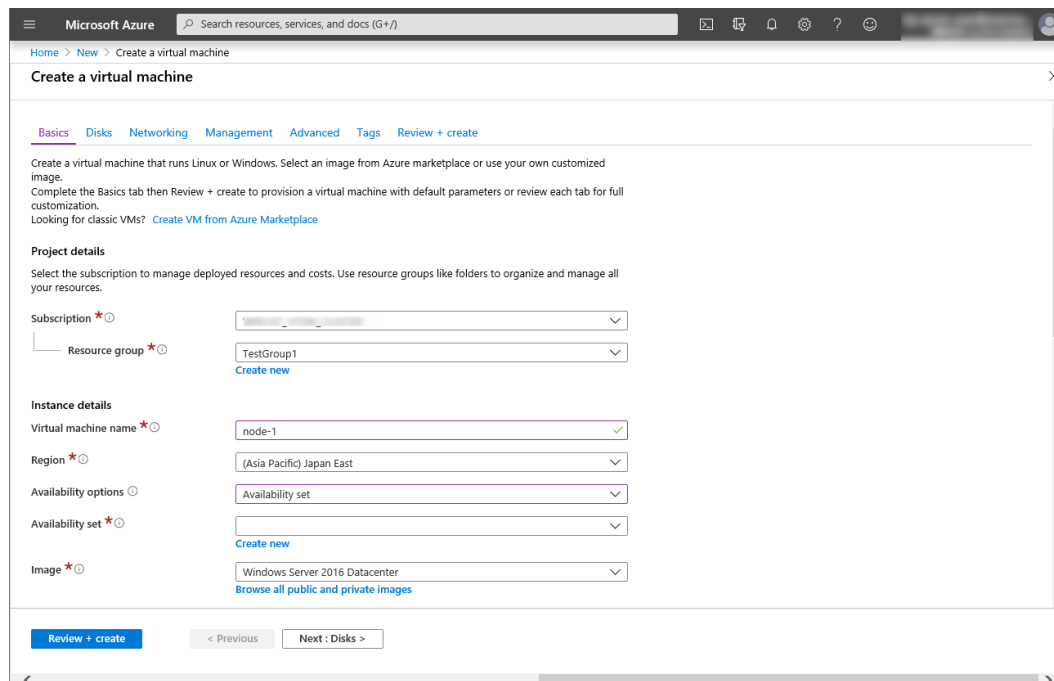 Microsoft Azure
Search resources, services, and docs (G+/)
Home > New > Create a virtual machine
Create a virtual machine
Basics Disks Networking Management Advanced Tags Review + create
Create a virtual machine that runs Linux or Windows. Select an image from Azure marketplace or use your own customized
image.
Complete the Basics tab then Review + create to provision a virtual machine with default parameters or review each tab for full
customization.
Looking for classic VMs? Create VM from Azure Marketplace
Project details
Select the subscription to manage deployed resources and costs. Use resource groups like folders to organize and manage all
your resources.
Subscription *
Resource group * TestGroup1
Create new
Instance details
Virtual machine name * node-1
Region * (Asia Pacific) Japan East
Availability options Availability set
Availability set *
Create new
Image * Windows Server 2016 Datacenter
Browse all public and private images
Review + create < Previous Next : Disks >